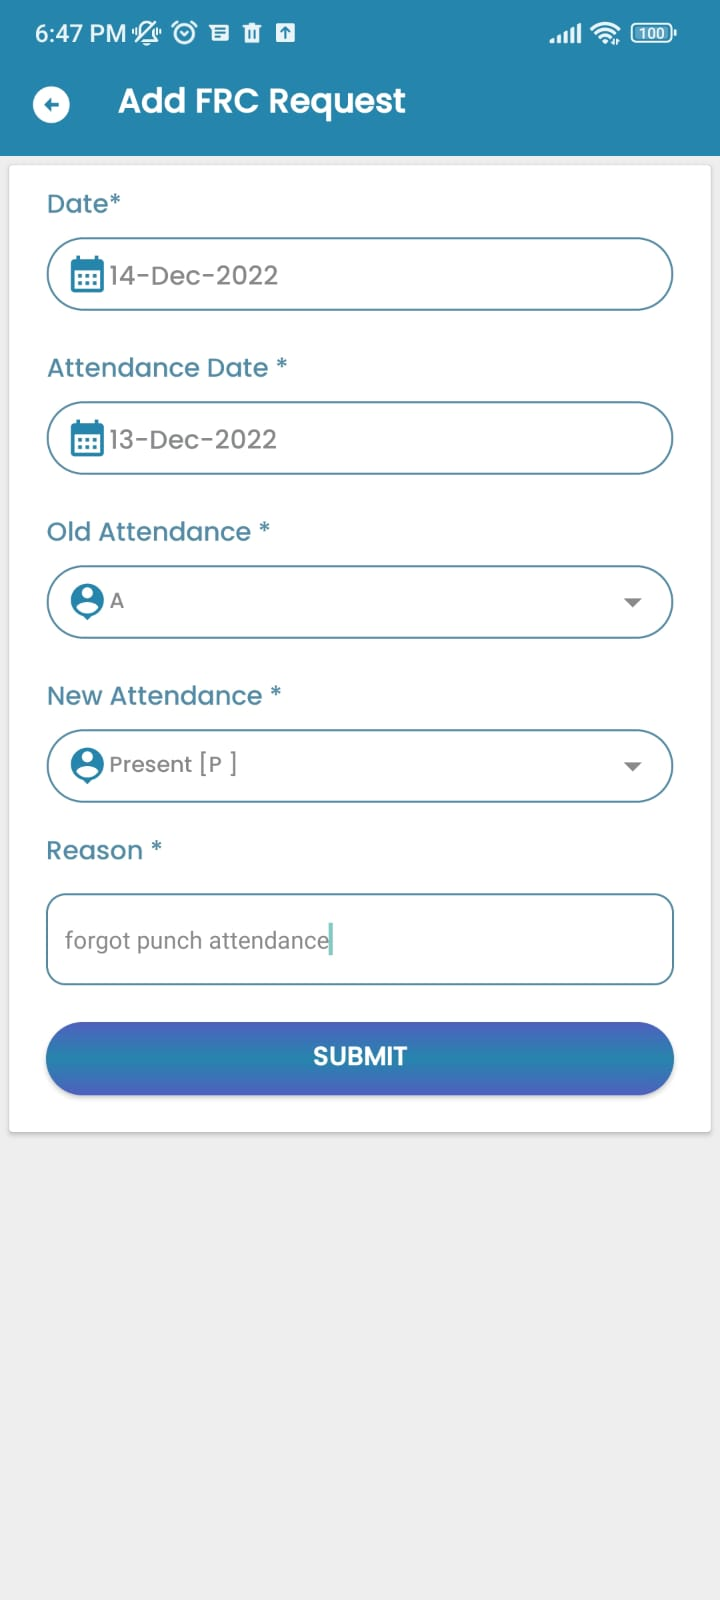 6:47 PM
100
Add FRC Request
Date*
14-Dec-2022
Attendance Date *
13-Dec-2022
Old Attendance *
A
New Attendance *
Present [P ]
Reason *
forgot punch attendance
SUBMIT